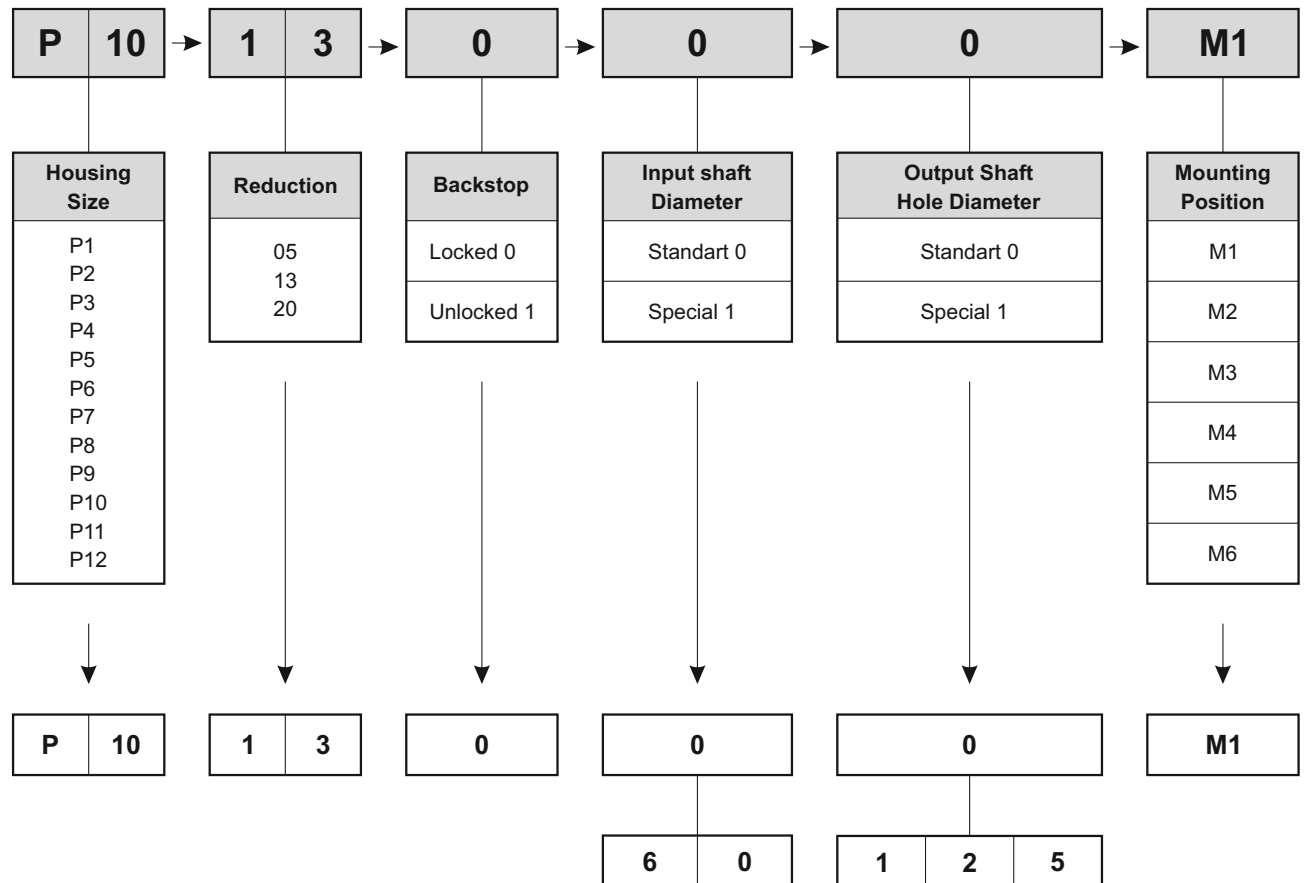 P 10 1 3 0 0 0 M1
Housing
Size
P1
P2
P3
P4
P5
P6
P7
P8
P9
P10
P11
P12
Reduction
05
13
20
Backstop
Locked 0
Unlocked 1
Input shaft
Diameter
Standart 0
Special 1
Output Shaft
Hole Diameter
Standart 0
Special 1
Mounting
Position
M1
M2
M3
M4
M5
M6
P 10 1 3 0 0 0 M1
6 0 1 2 5